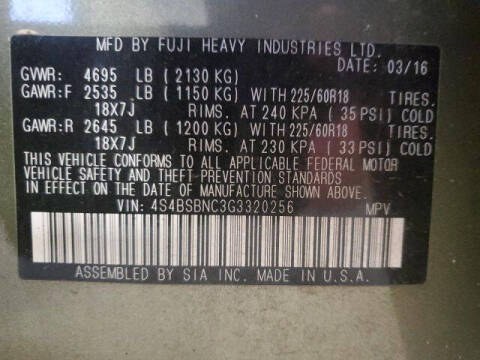 MFD BY FUJI HEAVY INDUSTRIES LTD.
DATE: 03/16
GVWR: 4695 LB (2130 KG)
GAWR:F 2535 LB (1150 KG) WITH 225/60R18 TIRES.
18X7J RIMS. AT 240 KPA (35 PSI) COLD
GAWR:R 2645 LB (1200 KG) WITH 225/60R18 TIRES.
18X7J RIMS. AT 230 KPA (33 PSI) COLD
THIS VEHICLE CONFORMS TO ALL APPLICABLE FEDERAL MOTOR
VEHICLE SAFETY, BUMPER, AND THEFT PREVENTION STANDARDS
IN EFFECT ON THE DATE OF MANUFACTURE SHOWN ABOVE.
VIN: 4S4BSBNC3G3320256 MPV
ASSEMBLED BY SIA INC. MADE IN U.S.A.